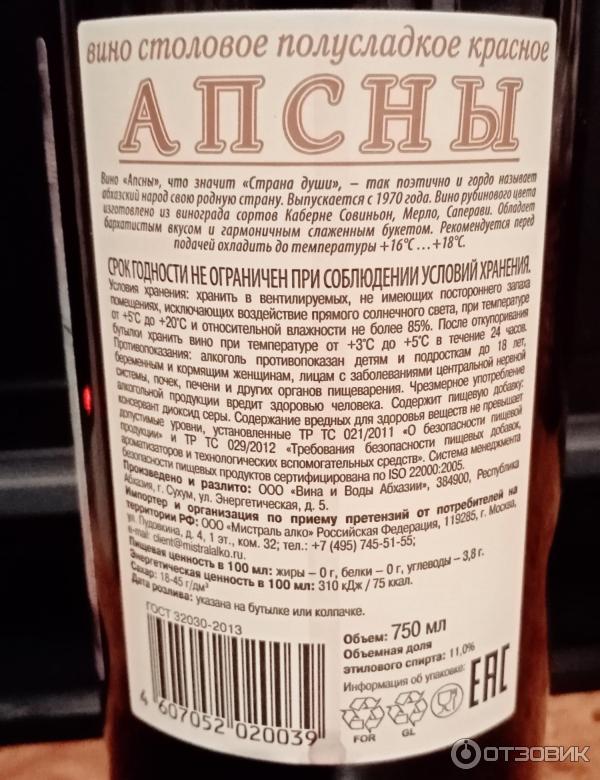 вино столовое полусладкое красное
АПСНЫ
Вино «Апсны», что значит «Страна души», – так поэтично и гордо называет
абхазский народ свою родную страну. Выпускается с 1970 года. Вино рубинового цвета
изготовлено из винограда сортов Каберне Совиньон, Мерло, Саперави. Обладает
бархатистым вкусом и гармоничным слаженным букетом. Рекомендуется перед
подачей охладить до температуры +16°С ...+18°С.
СРОК ГОДНОСТИ НЕ ОГРАНИЧЕН ПРИ СОБЛЮДЕНИИ УСЛОВИЙ ХРАНЕНИЯ.
Условия хранения: хранить в вентилируемых, не имеющих постороннего запаха
помещениях, исключающих воздействие прямого солнечного света, при температуре
от +5°С до +20°С и относительной влажности не более 85%. После откупоривания
бутылки хранить вино при температуре от +3°С до +5°С в течение 24 часов.
Противопоказания: алкоголь противопоказан детям и подросткам до 18 лет,
беременным и кормящим женщинам, лицам с заболеваниями центральной нервной
системы, почек, печени и других органов пищеварения. Чрезмерное употребление
алкогольной продукции вредит здоровью человека. Содержит пищевую добавку:
консервант диоксид серы. Содержание вредных для здоровья веществ не превышает
допустимые уровни, установленные ТР ТС 021/2011 «О безопасности пищевой
продукции» и ТР ТС 029/2012 «Требования безопасности пищевых добавок,
ароматизаторов и технологических вспомогательных средств». Система менеджмента
безопасности пищевых продуктов сертифицирована по ISO 22000:2005.
Произведено и разлито: ООО «Вина и Воды Абхазии», 384900, Республика
Абхазия, г. Сухум, ул. Энергетическая, д. 5.
Импортер и организация по приему претензий от потребителей на
территории РФ: ООО «Мистраль алко» Российская Федерация, 119285, г. Москва,
ул. Пудовкина, д. 4, 1 эт., ком. 32; тел.: +7 (495) 745-51-55;
e-mail: client@mistralalko.ru.
Пищевая ценность в 100 мл: жиры – 0 г, белки – 0 г, углеводы – 3,8 г.
Энергетическая ценность в 100 мл: 310 кДж / 75 ккал.
Сахар: 18-45 г/дм³
Дата розлива: указана на бутылке или колпачке.
ГОСТ 32030-2013
Объем: 750 мл
Объемная доля
этилового спирта: 11,0%
Информация об упаковке:
FOR GL
EAC
4 607052 020039
ОТЗОВИК